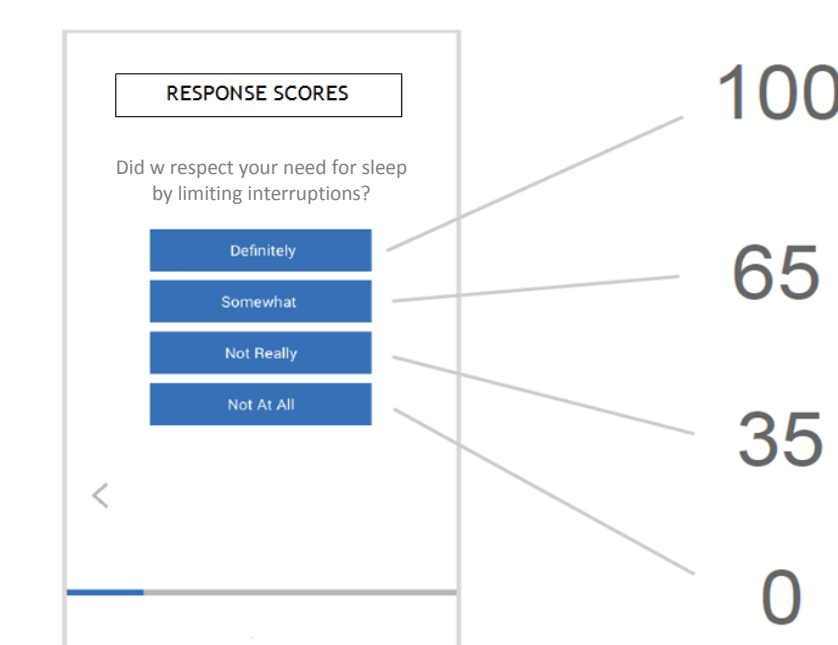 RESPONSE SCORES
Did w respect your need for sleep
by limiting interruptions?
Definitely
Somewhat
Not Really
Not At All
100
65
35
0